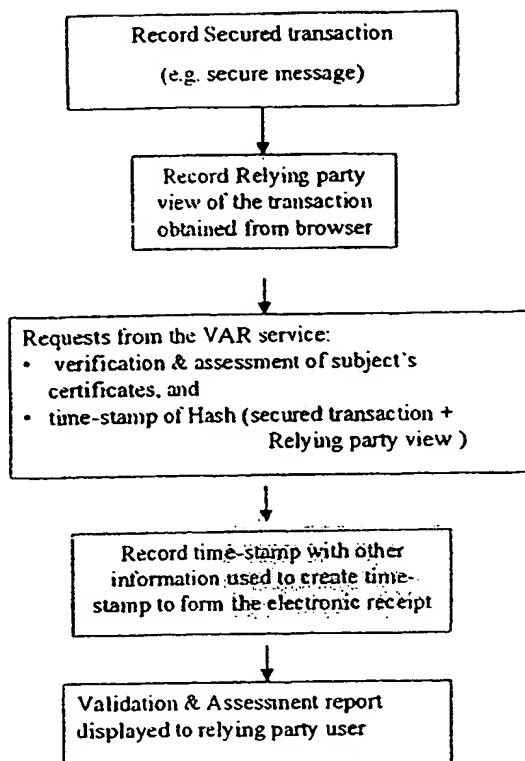 Record Secured transaction
(e.g. secure message)
Record Relying party
view of the transaction
obtained from browser
Requests from the VAR service:
• verification & assessment of subject's
certificates, and
• time-stamp of Hash (secured transaction +
Relying party view )
Record time-stamp with other
information used to create time-
stamp to form the electronic receipt
Validation & Assessment report
displayed to relying party user